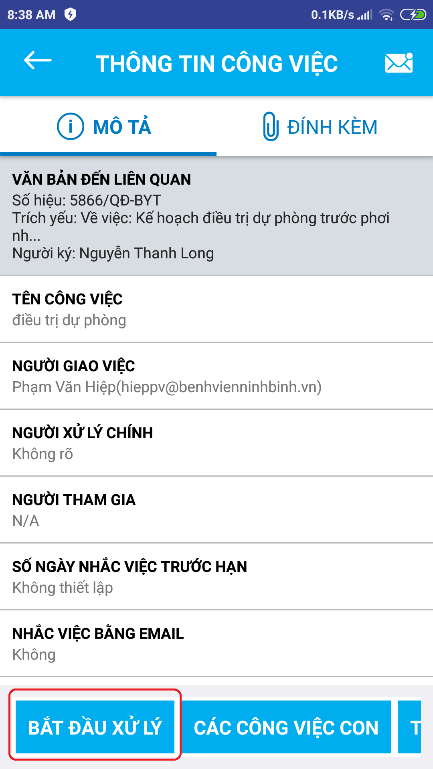 8:38 AM 0.1KB/s
THÔNG TIN CÔNG VIỆC
MÔ TẢ ĐÍNH KÈM
VĂN BẢN ĐẾN LIÊN QUAN
Số hiệu: 5866/QĐ-BYT
Trích yếu: Về việc: Kế hoạch điều trị dự phòng trước phơi
nh...
Người ký: Nguyễn Thanh Long
TÊN CÔNG VIỆC
điều trị dự phòng
NGƯỜI GIAO VIỆC
Phạm Văn Hiệp(hieppv@benhvienninhbinh.vn)
NGƯỜI XỬ LÝ CHÍNH
Không rõ
NGƯỜI THAM GIA
N/A
SỐ NGÀY NHẮC VIỆC TRƯỚC HẠN
Không thiết lập
NHẮC VIỆC BẰNG EMAIL
Không
BẮT ĐẦU XỬ LÝ CÁC CÔNG VIỆC CON T